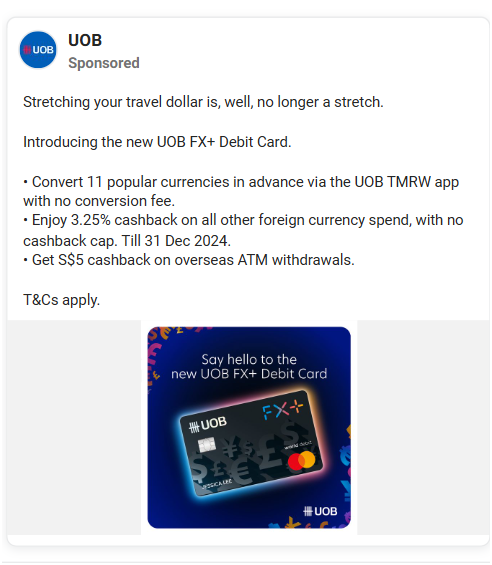 UOB
UOB
Sponsored
Stretching your travel dollar is, well, no longer a stretch.
Introducing the new UOB FX+ Debit Card.
• Convert 11 popular currencies in advance via the UOB TMRW app
with no conversion fee.
• Enjoy 3.25% cashback on all other foreign currency spend, with no
cashback cap. Till 31 Dec 2024.
• Get S$5 cashback on overseas ATM withdrawals.
T&Cs apply.
Say hello to the
new UOB FX+ Debit Card
UOB
FX+
world debit
JESSICA LEE
UOB